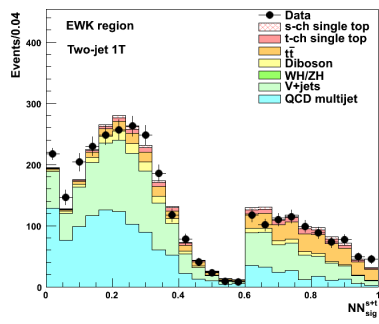 Events/0.04
400
300
200
100
0
EWK region
Two-jet 1T
Data
s-ch single top
t-ch single top
tt̄
Diboson
WH/ZH
V+jets
QCD multijet
0 0.2 0.4 0.6 0.8 1
NN^{s+t}_{sig}